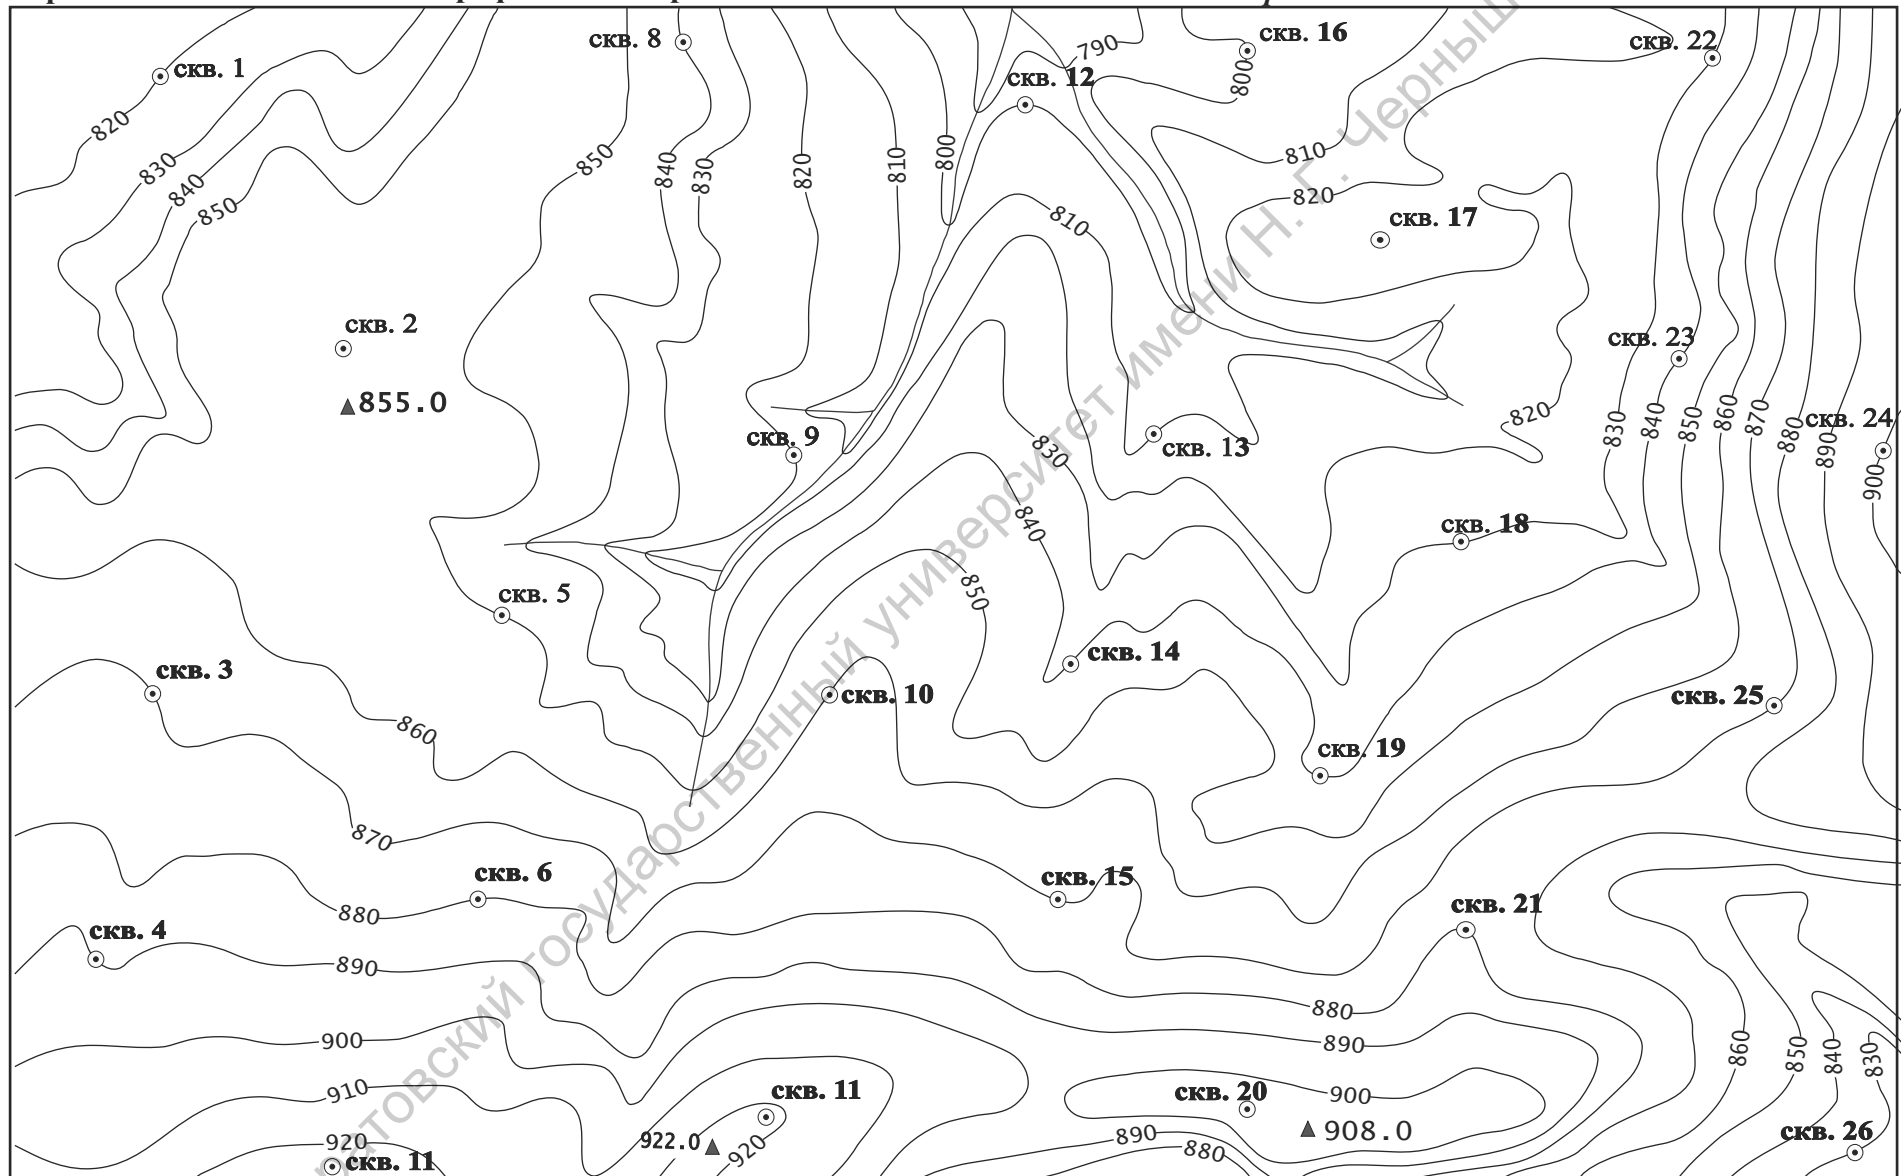 скв. 8
скв. 16
скв. 22
скв. 1
790
скв. 12
800
820
850
840
830
820
810
800
810
830
840
850
820
скв. 17
810
скв. 2
скв. 23
855.0
820
830
840
850
860
870
880
890
скв. 24
900
скв. 9
скв. 13
830
840
скв. 18
скв. 5
850
скв. 14
скв. 3
скв. 10
скв. 25
860
скв. 19
870
скв. 6
скв. 15
880
скв. 21
скв. 4
890
880
900
890
860
850
840
830
910
скв. 11
скв. 20
900
922.0
920
890
880
908.0
скв. 26
920
скв. 11
ратовский государственный университет имени Н. Г. Черныш